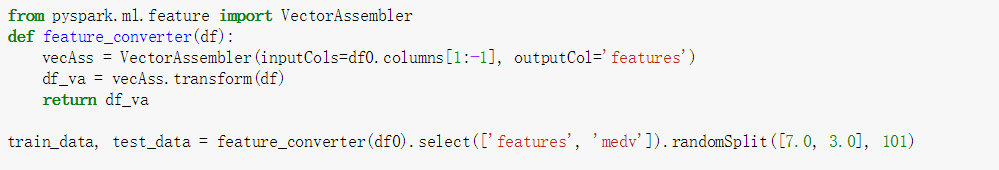 from pyspark.ml.feature import VectorAssembler
def feature_converter(df):
    vecAss = VectorAssembler(inputCols=df0.columns[1:-1], outputCol='features')
    df_va = vecAss.transform(df)
    return df_va
train_data, test_data = feature_converter(df0).select(['features', 'medv']).randomSplit([7.0, 3.0], 101)